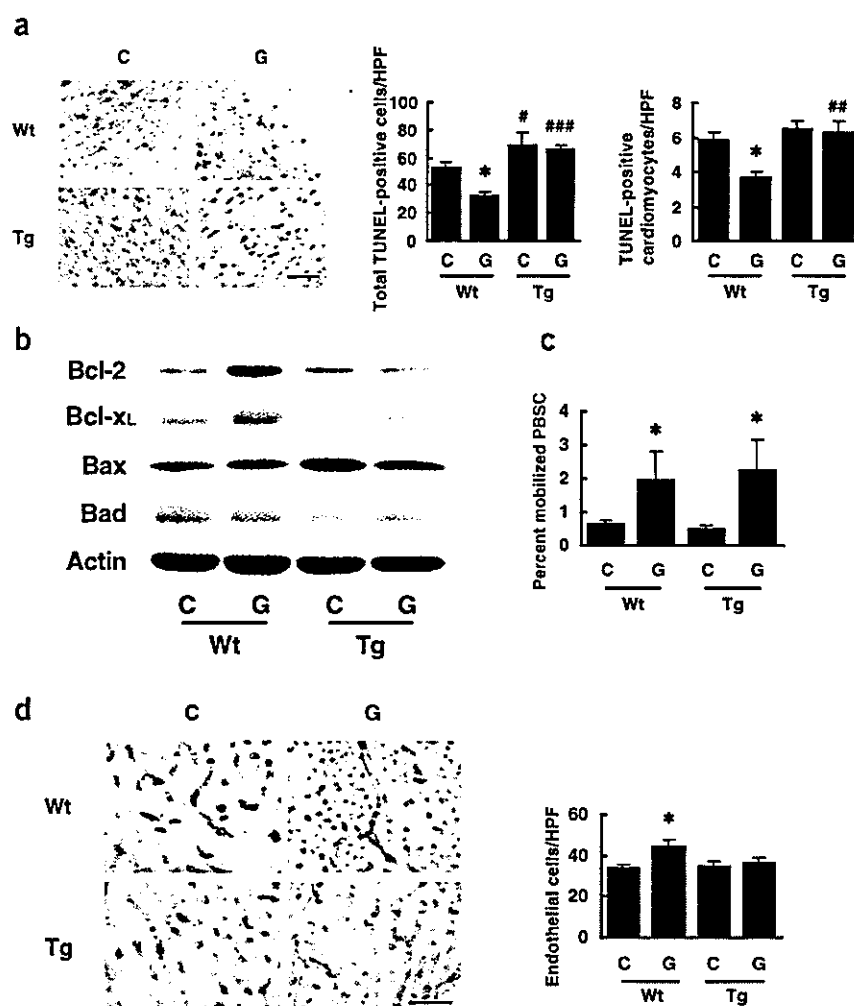 a
C G
Wt
Tg
Total TUNEL-positive cells/HPF
100
80
60
40
20
0
*
#
###
C G C G
Wt Tg
TUNEL-positive
cardiomyocytes/HPF
8
6
4
2
0
*
##
C G C G
Wt Tg
b
Bcl-2
Bcl-xL
Bax
Bad
Actin
C G C G
Wt Tg
c
Percent mobilized PBSC
4
3
2
1
0
*
*
C G C G
Wt Tg
d
C G
Wt
Tg
Endothelial cells/HPF
60
40
20
0
*
C G C G
Wt Tg